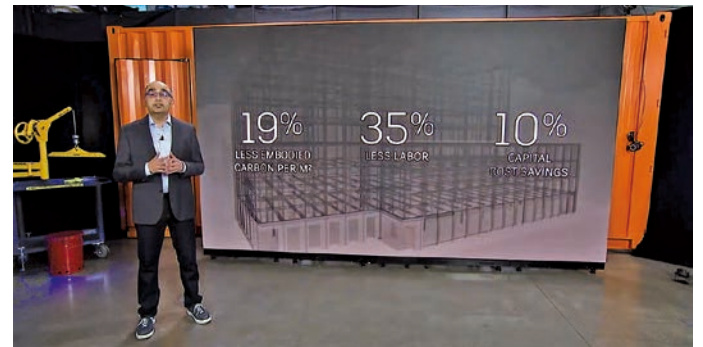 19%
LESS EMBODIED
CARBON PER M²
35%
LESS LABOR
10%
CAPITAL
COST SAVINGS